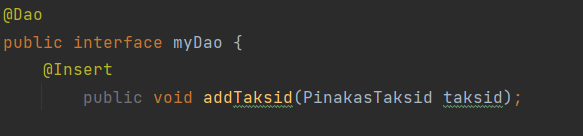 @Dao
public interface myDao {
@Insert
public void addTaksid(PinakasTaksid taksid);